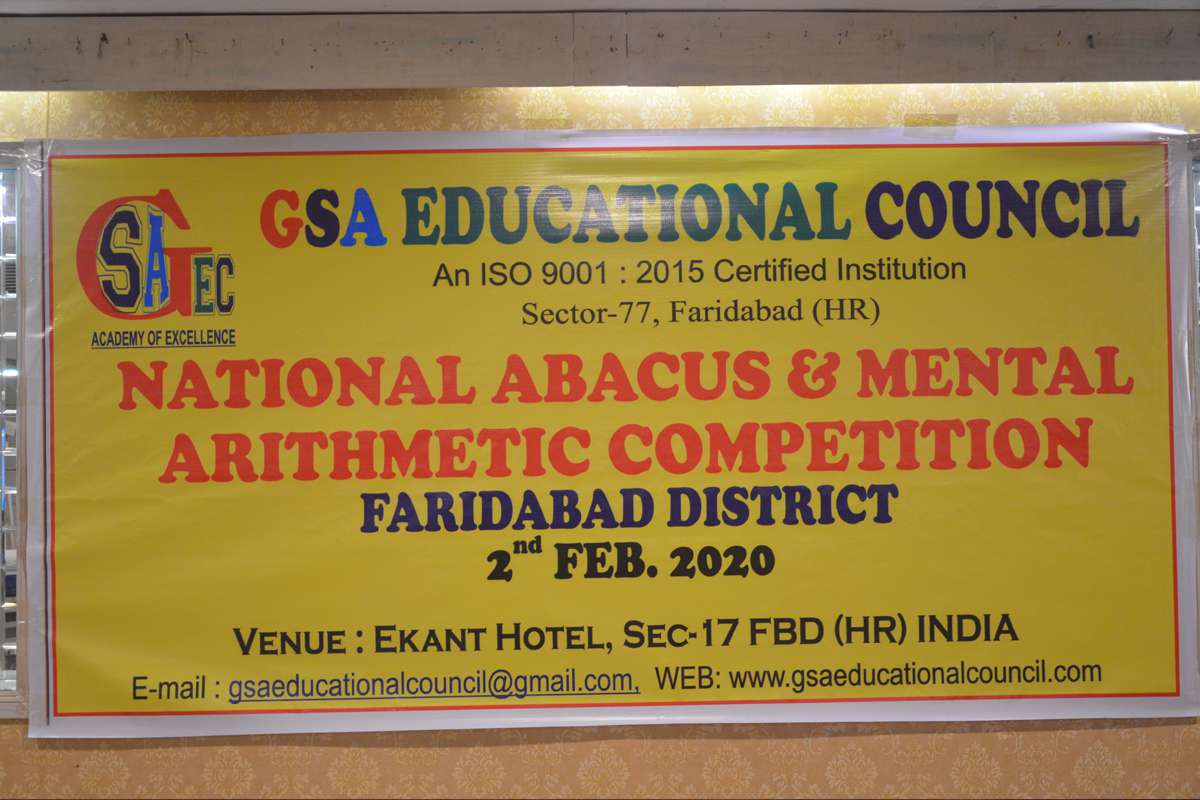 GSA EC
ACADEMY OF EXCELLENCE
GSA EDUCATIONAL COUNCIL
An ISO 9001 : 2015 Certified Institution
Sector-77, Faridabad (HR)
NATIONAL ABACUS & MENTAL
ARITHMETIC COMPETITION
FARIDABAD DISTRICT
2nd FEB. 2020
VENUE : EKANT HOTEL, SEC-17 FBD (HR) INDIA
E-mail : gsaeducationalcouncil@gmail.com, WEB: www.gsaeducationalcouncil.com